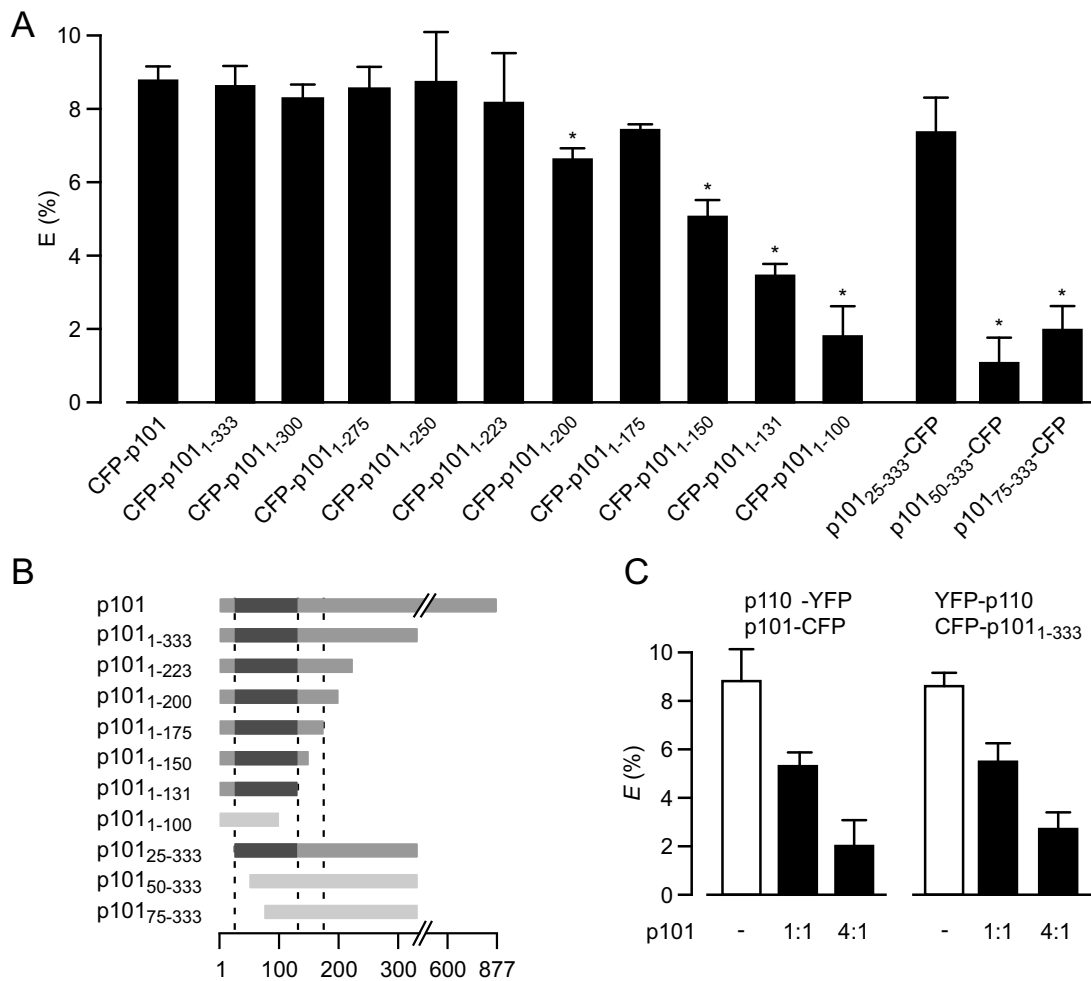 A
10
8
6
4
2
0
E (%)
*
*
*
*
*
*
CFP-p101
CFP-p101₁₋₃₃₃
CFP-p101₁₋₃₀₀
CFP-p101₁₋₂₇₅
CFP-p101₁₋₂₅₀
CFP-p101₁₋₂₂₃
CFP-p101₁₋₂₀₀
CFP-p101₁₋₁₇₅
CFP-p101₁₋₁₅₀
CFP-p101₁₋₁₃₁
CFP-p101₁₋₁₀₀
p101₂₅₋₃₃₃-CFP
p101₅₀₋₃₃₃-CFP
p101₇₅₋₃₃₃-CFP
B
p101
p101₁₋₃₃₃
p101₁₋₂₂₃
p101₁₋₂₀₀
p101₁₋₁₇₅
p101₁₋₁₅₀
p101₁₋₁₃₁
p101₁₋₁₀₀
p101₂₅₋₃₃₃
p101₅₀₋₃₃₃
p101₇₅₋₃₃₃
1 100 200 300 600 877
C
p110 -YFP
p101-CFP
YFP-p110
CFP-p101₁₋₃₃₃
10
8
6
4
2
0
E (%)
p101 - 1:1 4:1 - 1:1 4:1